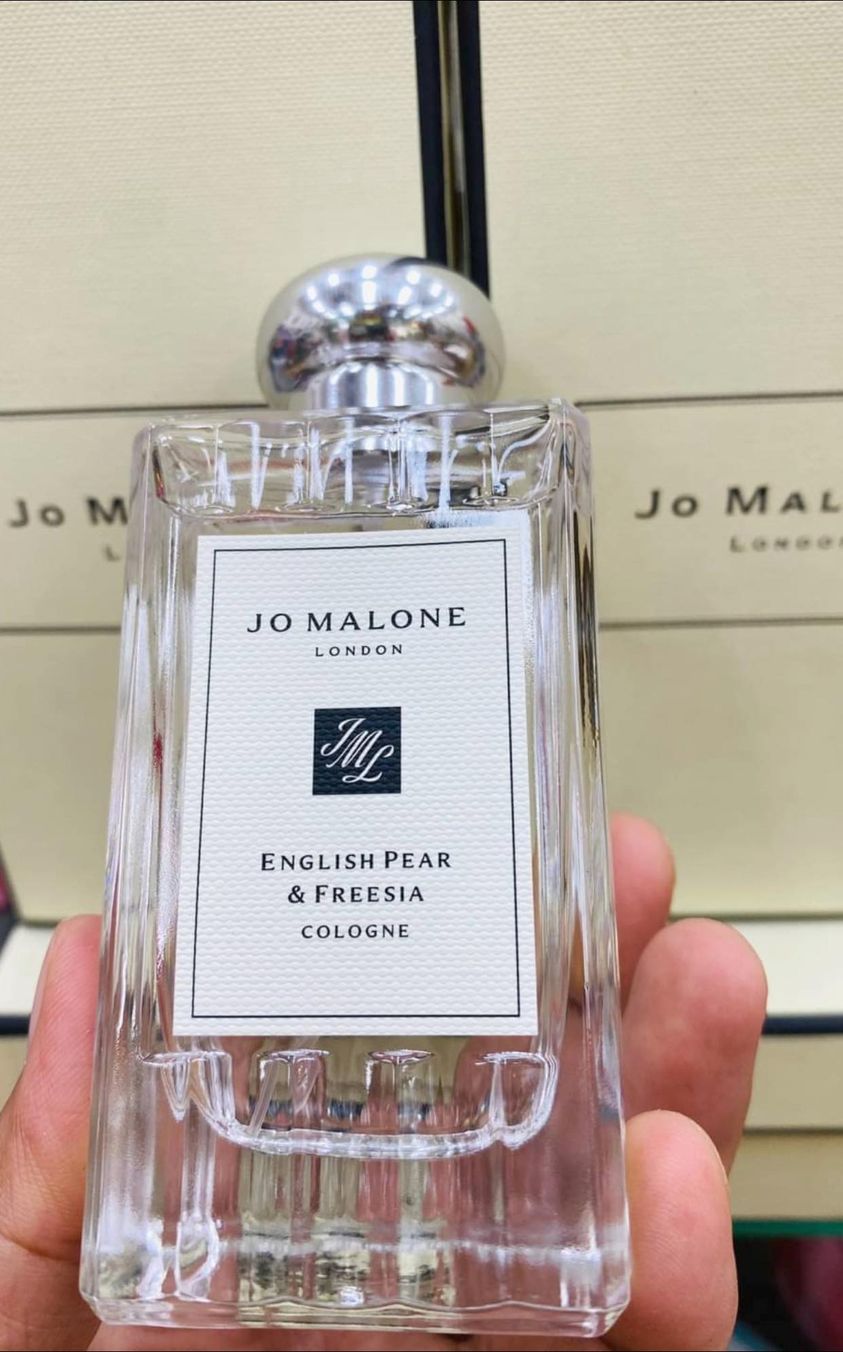 JO MALONE
LONDON
JML
ENGLISH PEAR
& FREESIA
COLOGNE
Jo M
L
Jo MAL
LONDO